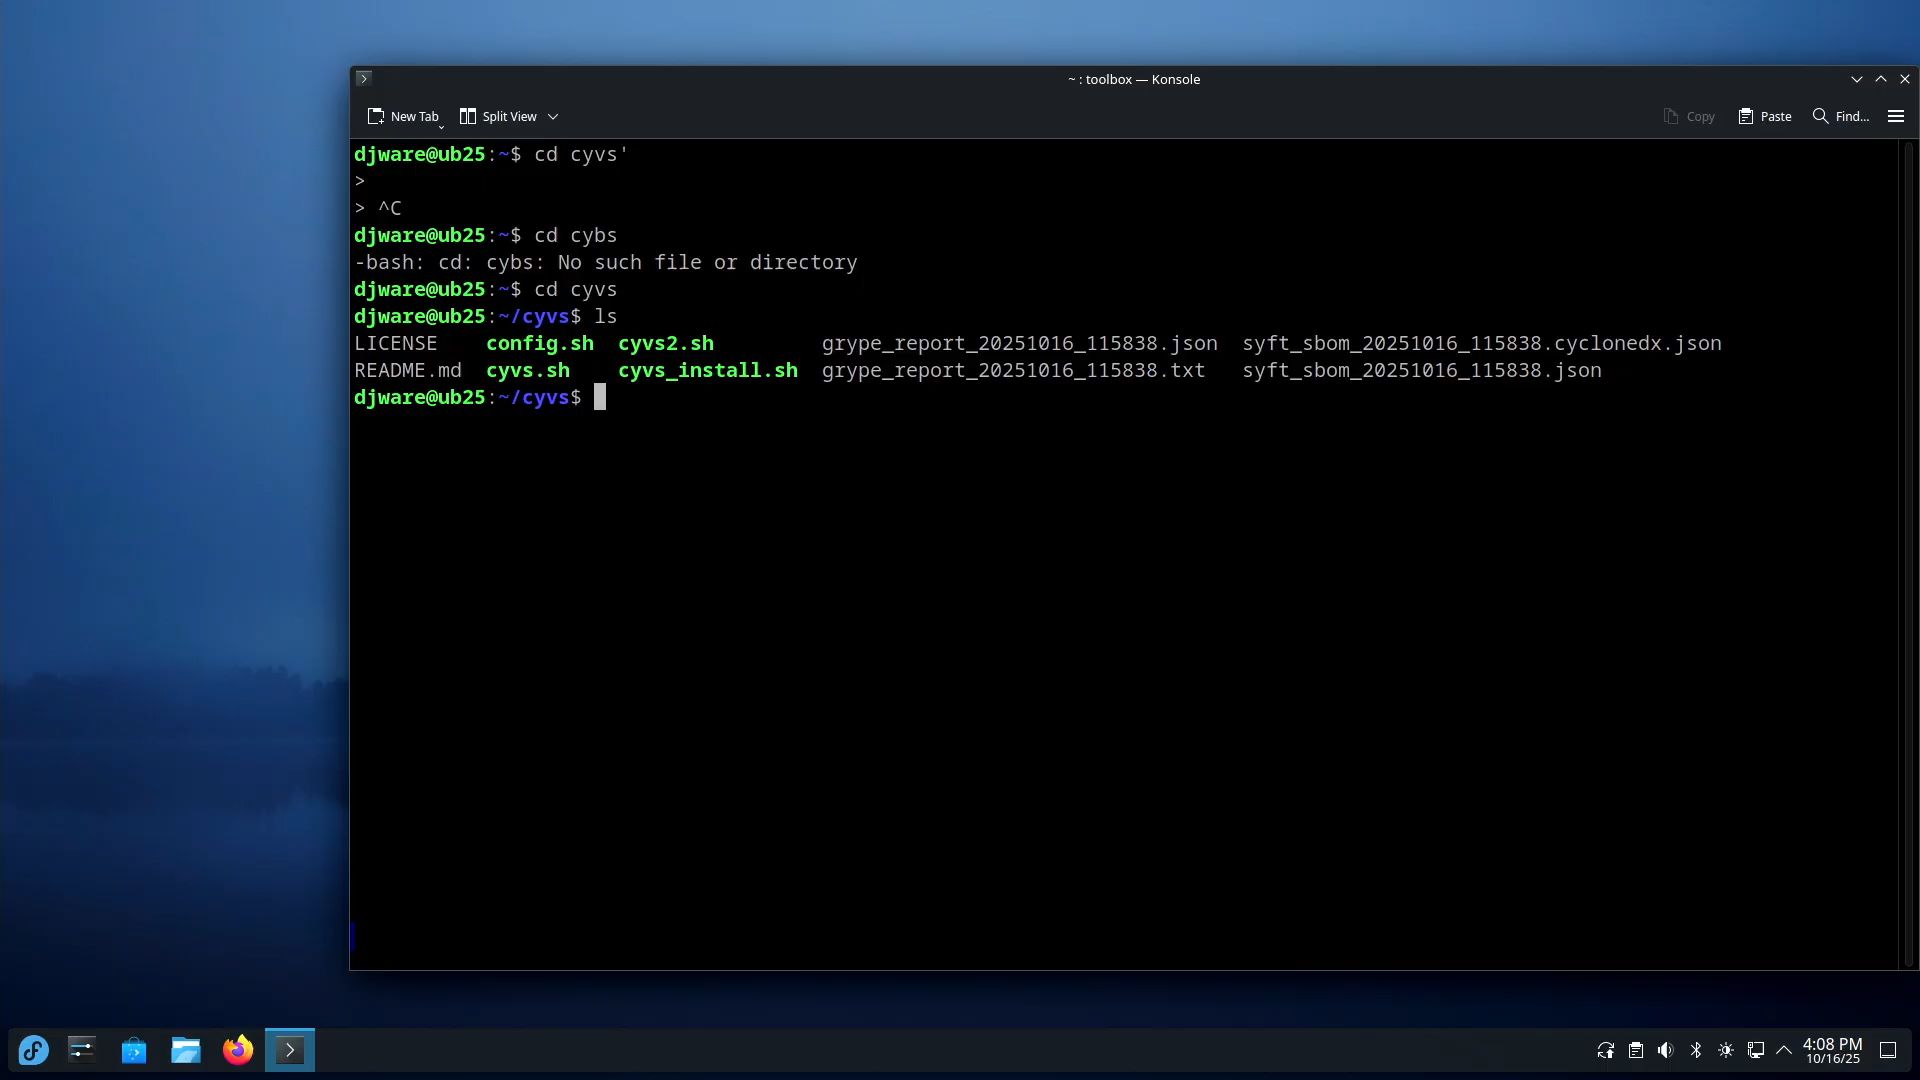 ~ : toolbox — Konsole
New Tab Split View Copy Paste Find...
djware@ub25:~$ cd cyvs'
>
> ^C
djware@ub25:~$ cd cybs
-bash: cd: cybs: No such file or directory
djware@ub25:~$ cd cyvs
djware@ub25:~/cyvs$ ls
LICENSE config.sh cyvs2.sh grype_report_20251016_115838.json syft_sbom_20251016_115838.cyclonedx.json
README.md cyvs.sh cyvs_install.sh grype_report_20251016_115838.txt syft_sbom_20251016_115838.json
djware@ub25:~/cyvs$
4:08 PM
10/16/25